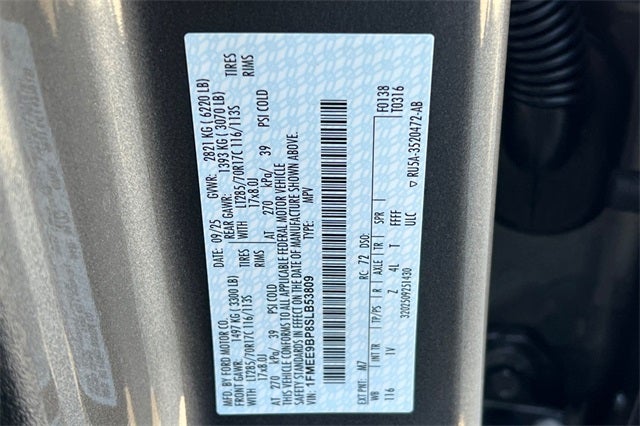 MFD. BY FORD MOTOR CO.
DATE: 09/25 GVWR: 2821 KG ( 6220 LB)
FRONT GAWR: 1497 KG ( 3300 LB) REAR GAWR: 1393 KG ( 3070 LB)
WITH LT285/70R17C 116/113S TIRES WITH LT285/70R17C 116/113S TIRES
17x8.0J RIMS 17x8.0J RIMS
AT 270 kPa/ 39 PSI COLD AT 270 kPa/ 39 PSI COLD
THIS VEHICLE CONFORMS TO ALL APPLICABLE FEDERAL MOTOR VEHICLE
SAFETY STANDARDS IN EFFECT ON THE DATE OF MANUFACTURE SHOWN ABOVE.
VIN: 1FMEE9BP8SLB53809 TYPE: MPV
F0138
T0316
EXT PNT: M7 RC: 72 DSO:
WB INT TR TP/PS R AXLE TR SPR
116 1V Z 4L T FFFF
ULC
3202509251430 RU5A-3520472-AB